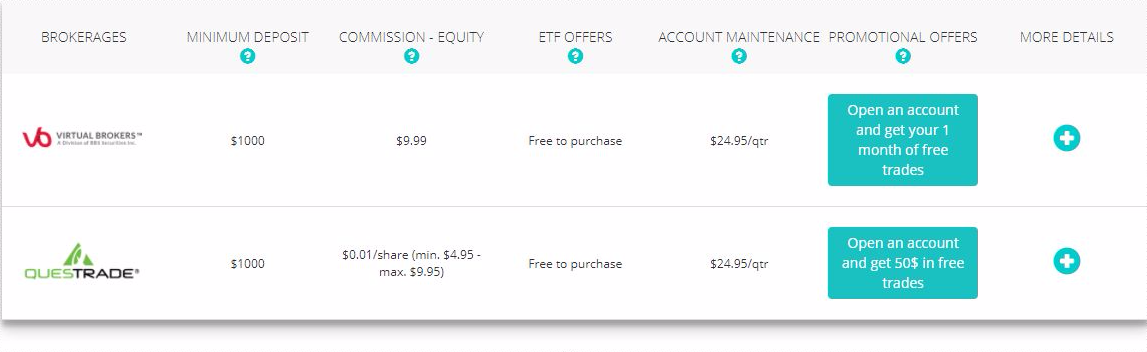 BROKERAGES
MINIMUM DEPOSIT
COMMISSION - EQUITY
ETF OFFERS
ACCOUNT MAINTENANCE
PROMOTIONAL OFFERS
MORE DETAILS
?
?
?
?
?
VIRTUAL BROKERS™
A Division of BBS Securities Inc.
$1000
$9.99
Free to purchase
$24.95/qtr
Open an account
and get your 1
month of free
trades
QUESTRADE®
$1000
$0.01/share (min. $4.95 -
max. $9.95)
Free to purchase
$24.95/qtr
Open an account
and get 50$ in free
trades